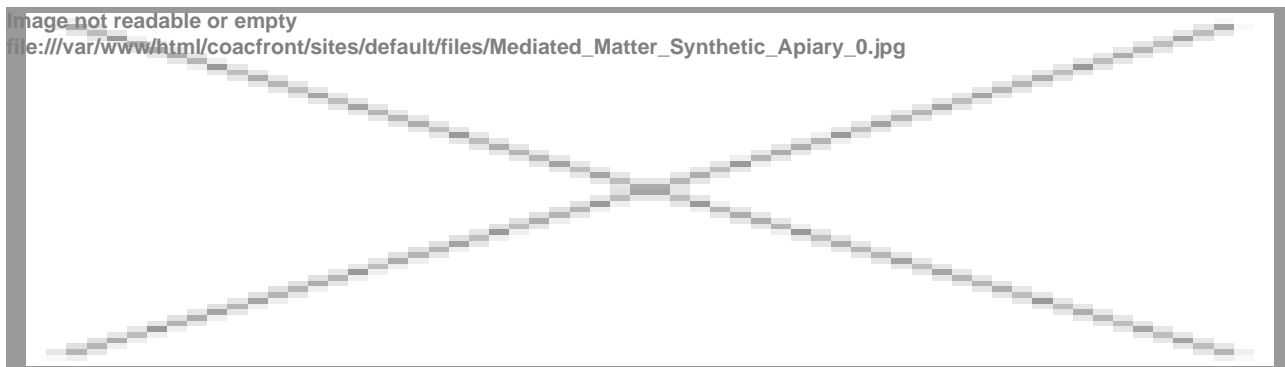 Image not readable or empty
file:///var/www/html/coacfront/sites/default/files/Mediated_Matter_Synthetic_Apiary_0.jpg